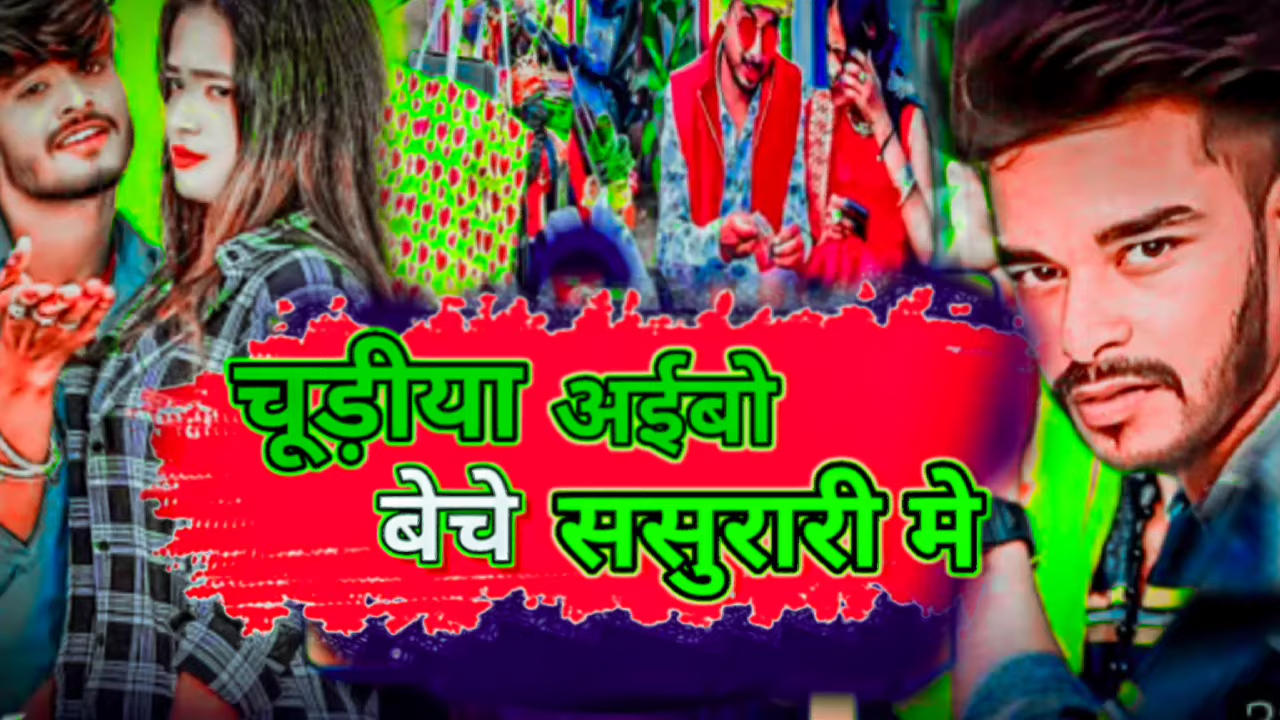 चूड़ीया अईबो
बेचे ससुरारी मे